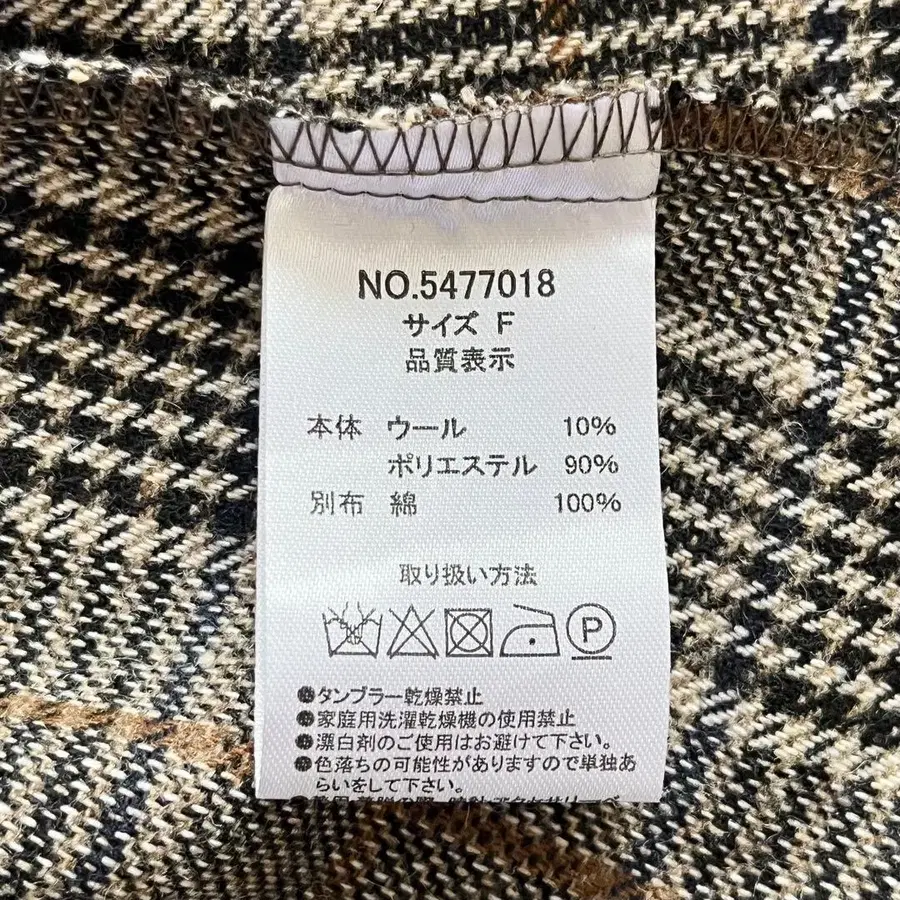 NO.5477018
サイズ F
品質表示
本体 ウール 10%
ポリエステル 90%
別布 綿 100%
取り扱い方法
P
●タンブラー乾燥禁止
●家庭用洗濯乾燥機の使用禁止
●漂白剤のご使用はお避けて下さい。
●色落ちの可能性がありますので単独あ
らいをして下さい。